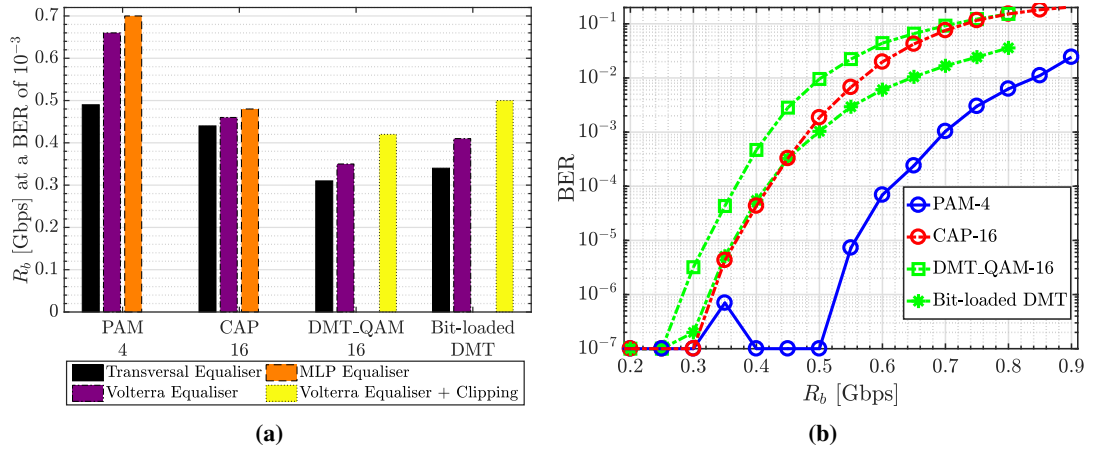 R_b [Gbps] at a BER of 10^-3
0.7
0.6
0.5
0.4
0.3
0.2
0.1
0
PAM CAP DMT_QAM Bit-loaded
4 16 16 DMT
Transversal Equaliser MLP Equaliser
Volterra Equaliser Volterra Equaliser + Clipping
(a)
BER
10^-1
10^-2
10^-3
10^-4
10^-5
10^-6
10^-7
PAM-4
CAP-16
DMT_QAM-16
Bit-loaded DMT
0.2 0.3 0.4 0.5 0.6 0.7 0.8 0.9
R_b [Gbps]
(b)